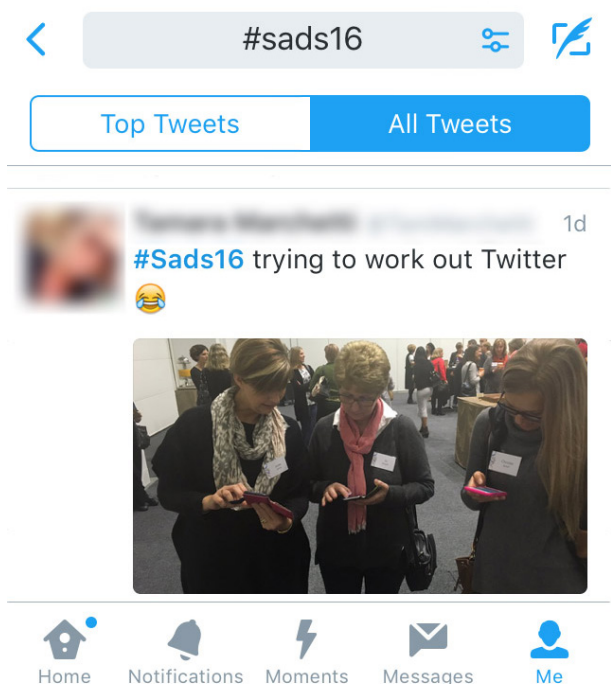 #sads16
Top Tweets
All Tweets
1d
#Sads16 trying to work out Twitter
😂
Home
Notifications
Moments
Messages
Me